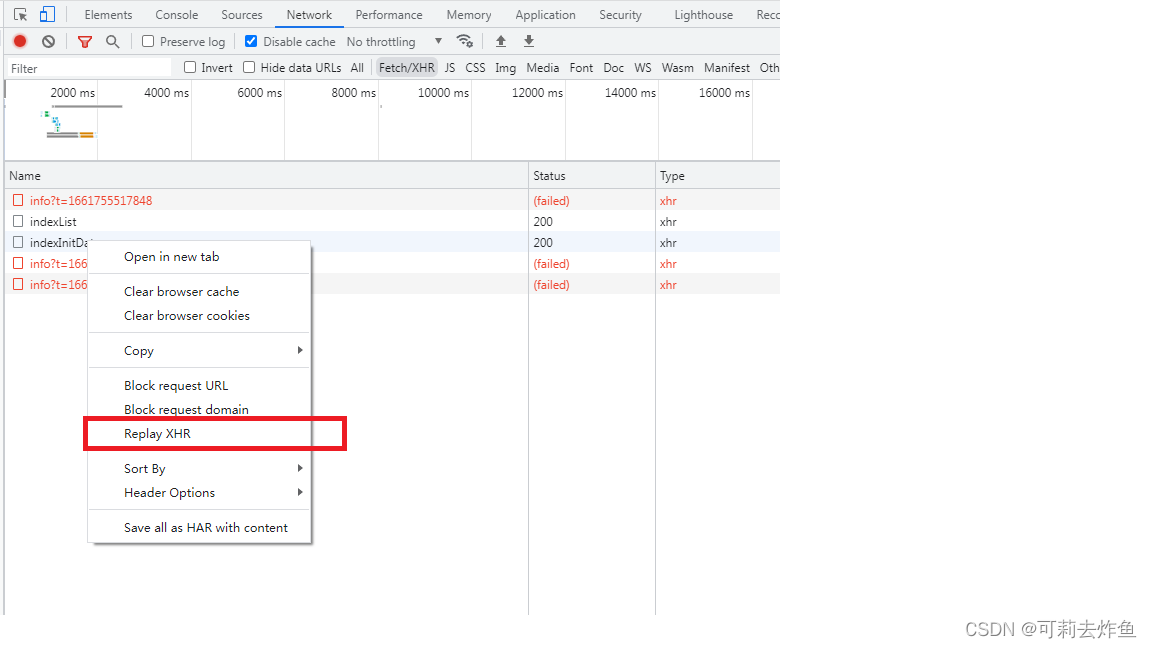 Elements Console Sources Network Performance Memory Application Security Lighthouse Reco
Preserve log Disable cache No throttling
Filter Invert Hide data URLs All Fetch/XHR JS CSS Img Media Font Doc WS Wasm Manifest Oth
2000 ms 4000 ms 6000 ms 8000 ms 10000 ms 12000 ms 14000 ms 16000 ms
Name Status Type
info?t=1661755517848 (failed) xhr
indexList 200 xhr
indexInitDa 200 xhr
info?t=166 (failed) xhr
info?t=166 (failed) xhr
Open in new tab
Clear browser cache
Clear browser cookies
Copy
Block request URL
Block request domain
Replay XHR
Sort By
Header Options
Save all as HAR with content
CSDN @可莉去炸鱼